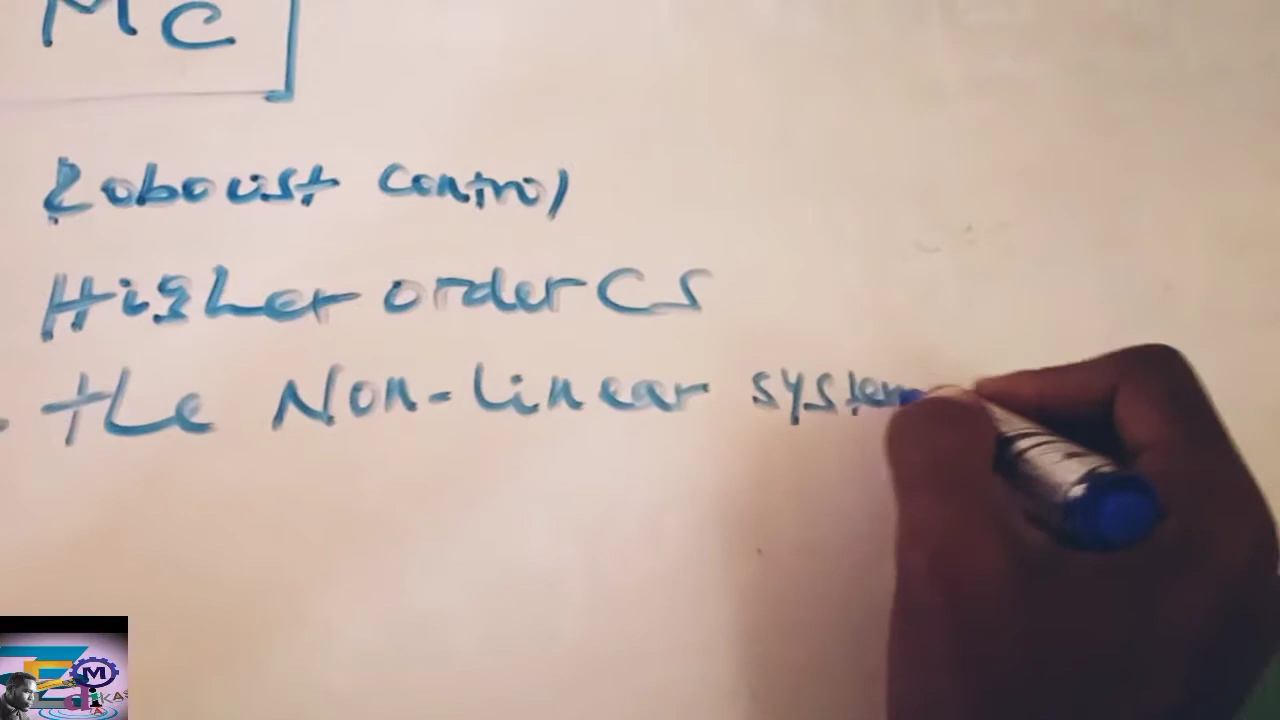 MC
Roboust control
Higher order CS
the Non-linear system